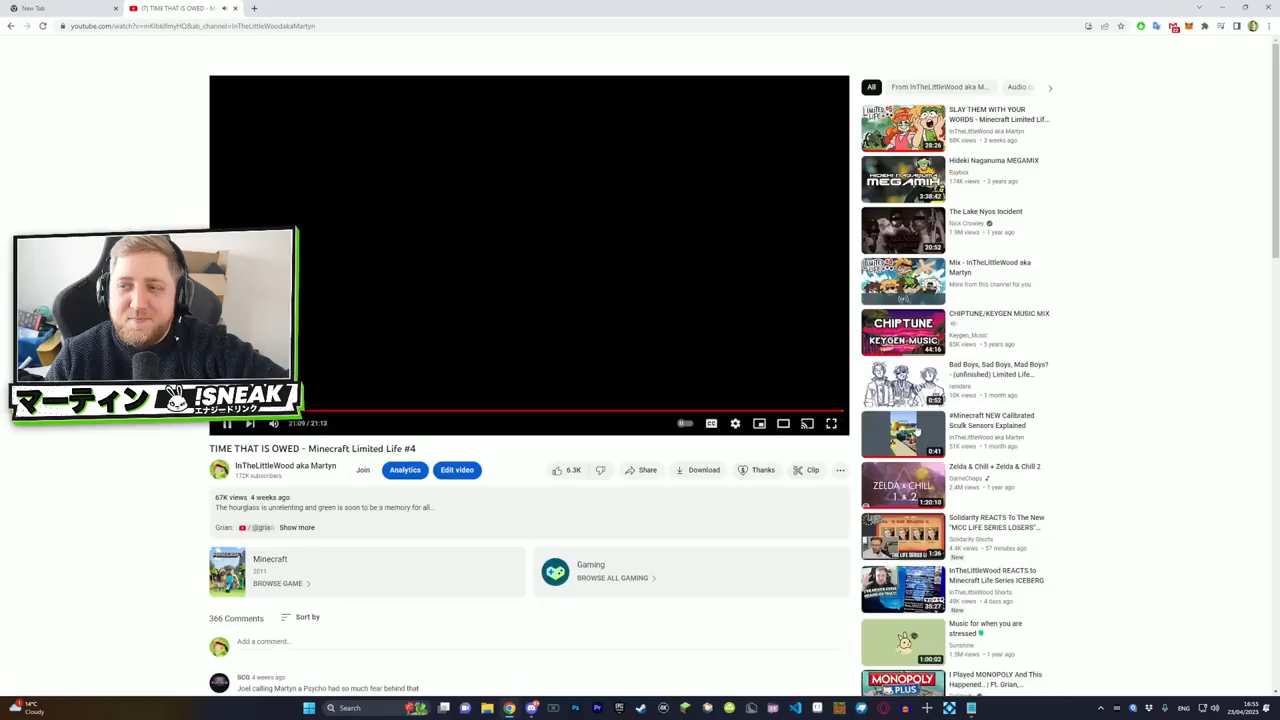 New Tab
(7) TIME THAT IS OWED - M
youtube.com/watch?v=mKIbkIfmyHQ&ab_channel=InTheLittleWoodakaMartyn
All
From InTheLittleWood aka M...
Audio
マーティン
!SNEAK
エナジードリンク
21:09 / 21:13
TIME THAT IS OWED - Minecraft Limited Life #4
InTheLittleWood aka Martyn
172K subscribers
Join
Analytics
Edit video
6.3K
Share
Download
Thanks
Clip
67K views 4 weeks ago
The hourglass is unrelenting and green is soon to be a memory for all...
Grian: / @grian Show more
Minecraft
2011
BROWSE GAME
Gaming
BROWSE ALL GAMING
366 Comments
Sort by
Add a comment...
SCG 4 weeks ago
Joel calling Martyn a Psycho had so much fear behind that
28:26
SLAY THEM WITH YOUR
WORDS - Minecraft Limited Lif...
InTheLittleWood aka Martyn
68K views • 3 weeks ago
HIDEKI NAGANUMA
MEGAMIX
3:38:42
Hideki Naganuma MEGAMIX
Raybox
174K views • 3 years ago
20:52
The Lake Nyos Incident
Nick Crowley
1.9M views • 1 year ago
Mix - InTheLittleWood aka
Martyn
More from this channel for you
CHIPTUNE
KEYGEN MUSIC
44:16
CHIPTUNE/KEYGEN MUSIC MIX
Keygen_Music
85K views • 5 years ago
0:52
Bad Boys, Sad Boys, Mad Boys?
- (unfinished) Limited Life...
renidera
10K views • 1 month ago
0:41
#Minecraft NEW Calibrated
Sculk Sensors Explained
InTheLittleWood aka Martyn
51K views • 1 month ago
ZELDA & CHILL
1 & 2
1:20:10
Zelda & Chill + Zelda & Chill 2
GameChops
2.4M views • 1 year ago
1:36
Solidarity REACTS To The New
"MCC LIFE SERIES LOSERS"...
Solidarity Shorts
4.4K views • 57 minutes ago
New
35:27
InTheLittleWood REACTS to
Minecraft Life Series ICEBERG
InTheLittleWood Shorts
49K views • 4 days ago
New
1:00:02
Music for when you are
stressed
Sunshine
1.5M views • 1 year ago
MONOPOLY
PLUS
I Played MONOPOLY And This
Happened.. | Ft. Grian,...
14°C
Cloudy
Search
ENG
16:55
23/04/2023